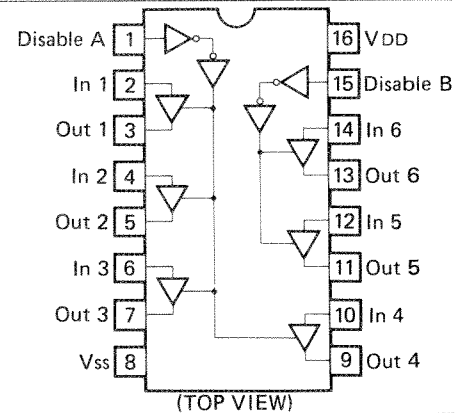 Disable A 1
In 1 2
Out 1 3
In 2 4
Out 2 5
In 3 6
Out 3 7
Vss 8
16 VDD
15 Disable B
14 In 6
13 Out 6
12 In 5
11 Out 5
10 In 4
9 Out 4
(TOP VIEW)